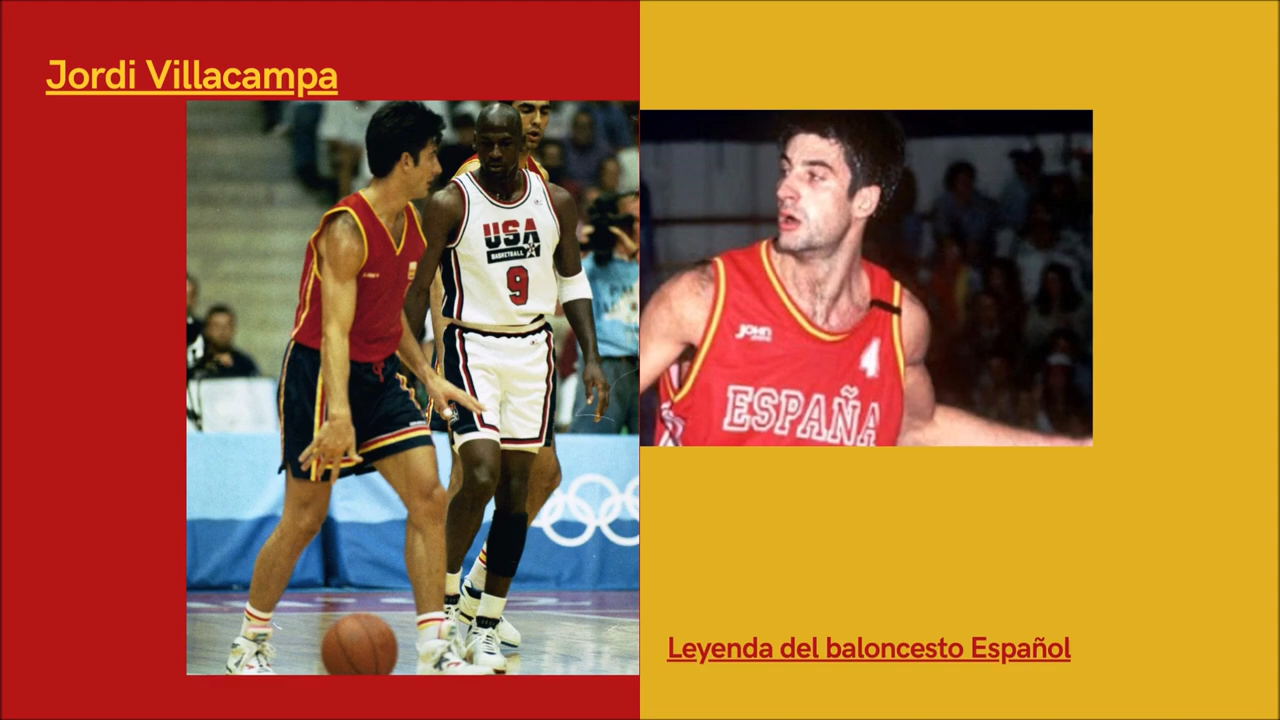 Jordi Villacampa
USA
BASKETBALL
9
JOHN
4
ESPAÑA
Leyenda del baloncesto Español